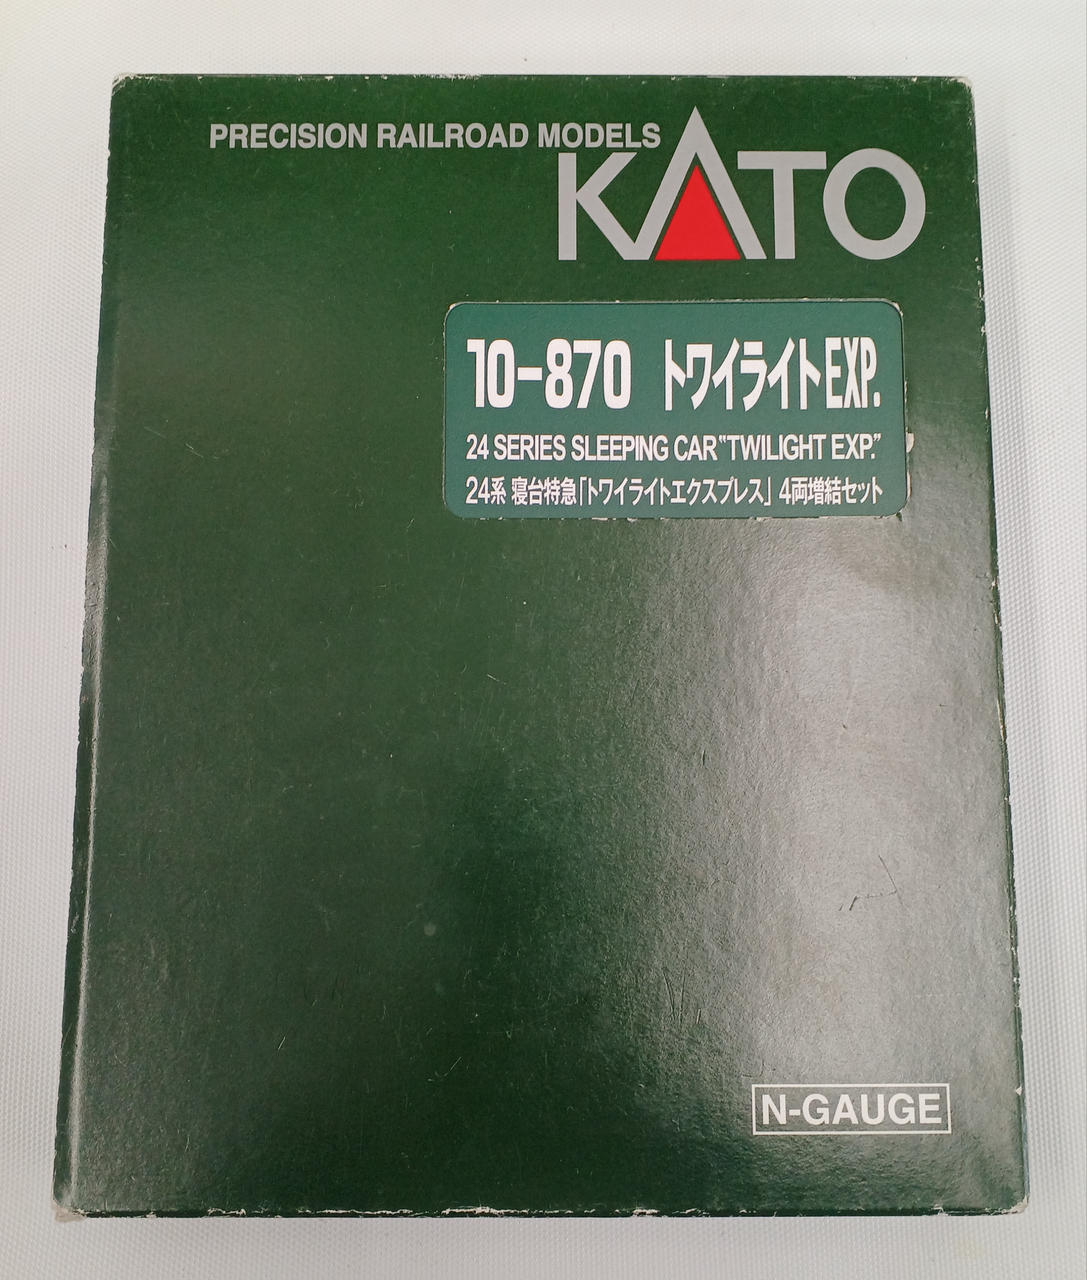 PRECISION RAILROAD MODELS
KATO
10-870 トワイライトEXP.
24 SERIES SLEEPING CAR "TWILIGHT EXP."
24系 寝台特急「トワイライトエクスプレス」 4両増結セット
N-GAUGE